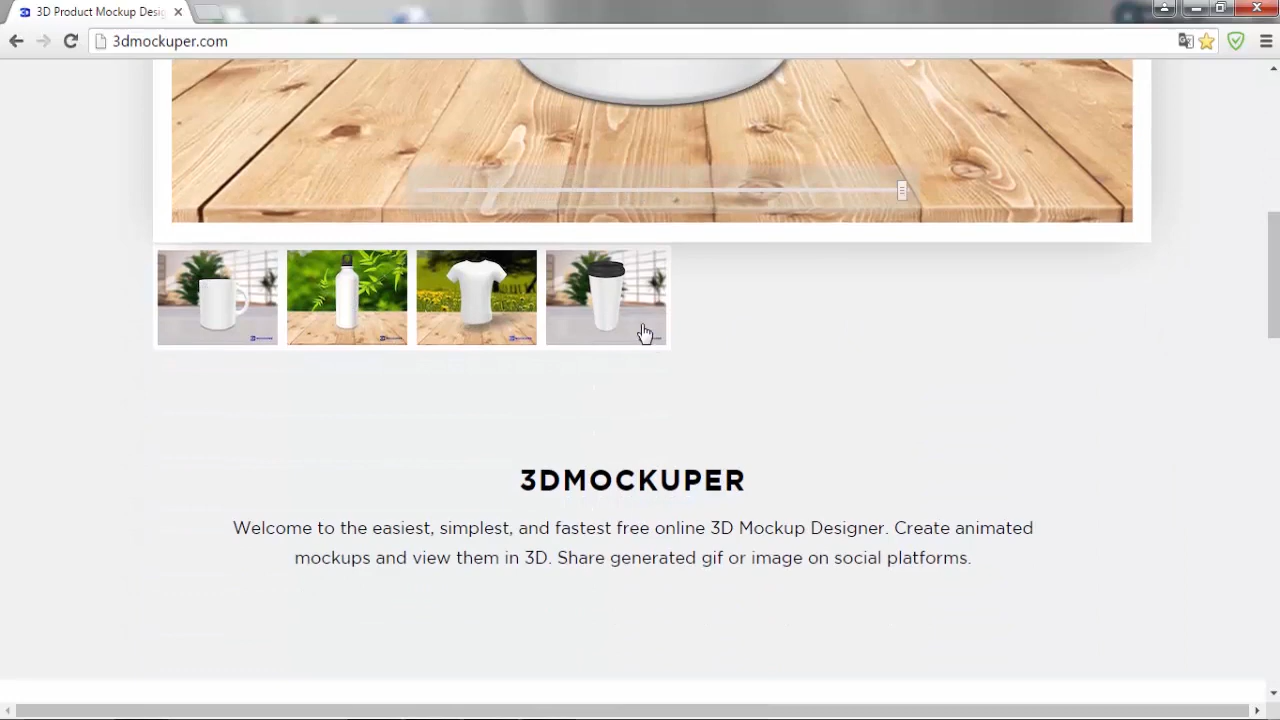 3D Product Mockup Desig
3dmockuper.com
3DMOCKUPER
Welcome to the easiest, simplest, and fastest free online 3D Mockup Designer. Create animated
mockups and view them in 3D. Share generated gif or image on social platforms.